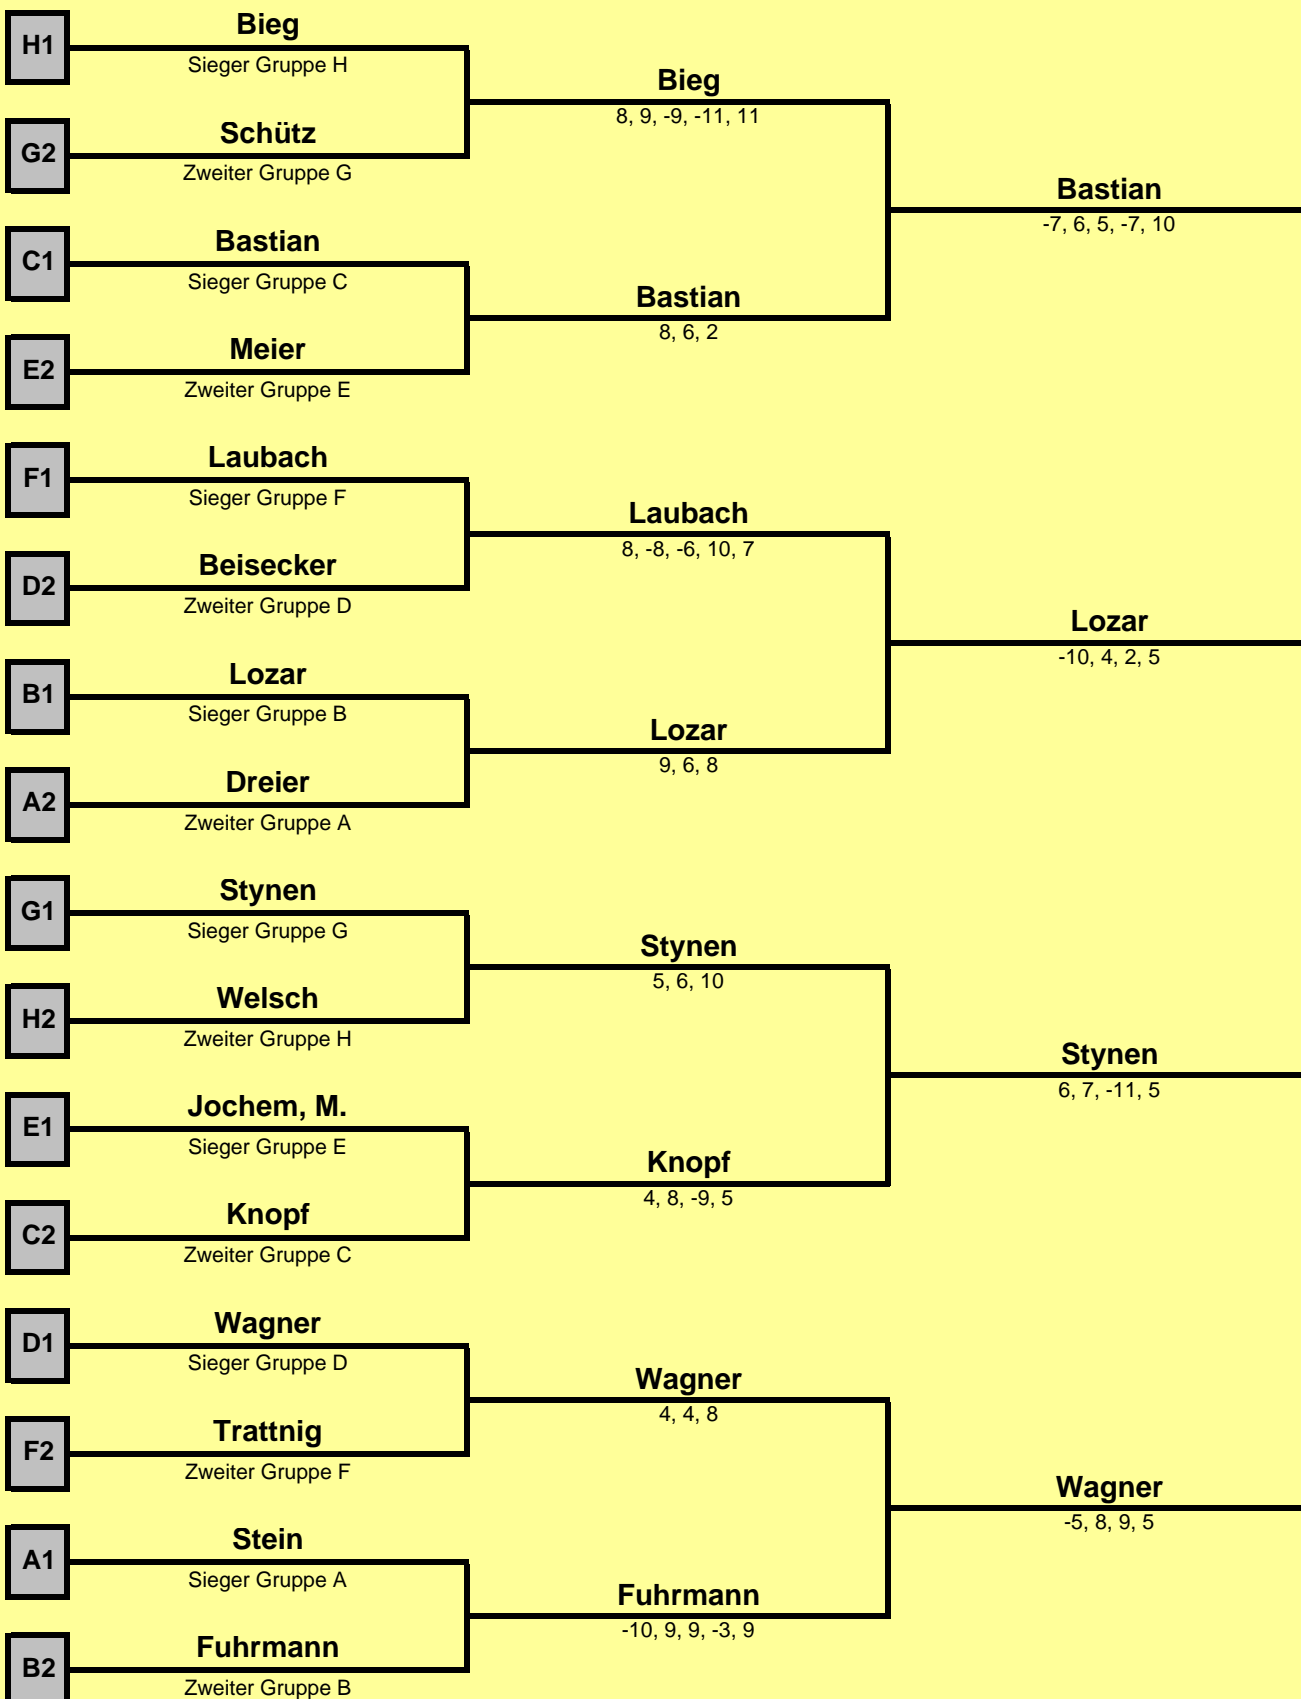 Bieg
H1
Sieger Gruppe H
Bieg
8, 9, -9, -11, 11
Schütz
G2
Zweiter Gruppe G
Bastian
-7, 6, 5, -7, 10
Bastian
C1
Sieger Gruppe C
Bastian
8, 6, 2
Meier
E2
Zweiter Gruppe E
Laubach
F1
Sieger Gruppe F
Laubach
8, -8, -6, 10, 7
Beisecker
D2
Zweiter Gruppe D
Lozar
-10, 4, 2, 5
Lozar
B1
Sieger Gruppe B
Lozar
9, 6, 8
Dreier
A2
Zweiter Gruppe A
Stynen
G1
Sieger Gruppe G
Stynen
5, 6, 10
Welsch
H2
Zweiter Gruppe H
Stynen
6, 7, -11, 5
Jochem, M.
E1
Sieger Gruppe E
Knopf
4, 8, -9, 5
Knopf
C2
Zweiter Gruppe C
Wagner
D1
Sieger Gruppe D
Wagner
4, 4, 8
Trattnig
F2
Zweiter Gruppe F
Wagner
-5, 8, 9, 5
Stein
A1
Sieger Gruppe A
Fuhrmann
-10, 9, 9, -3, 9
Fuhrmann
B2
Zweiter Gruppe B